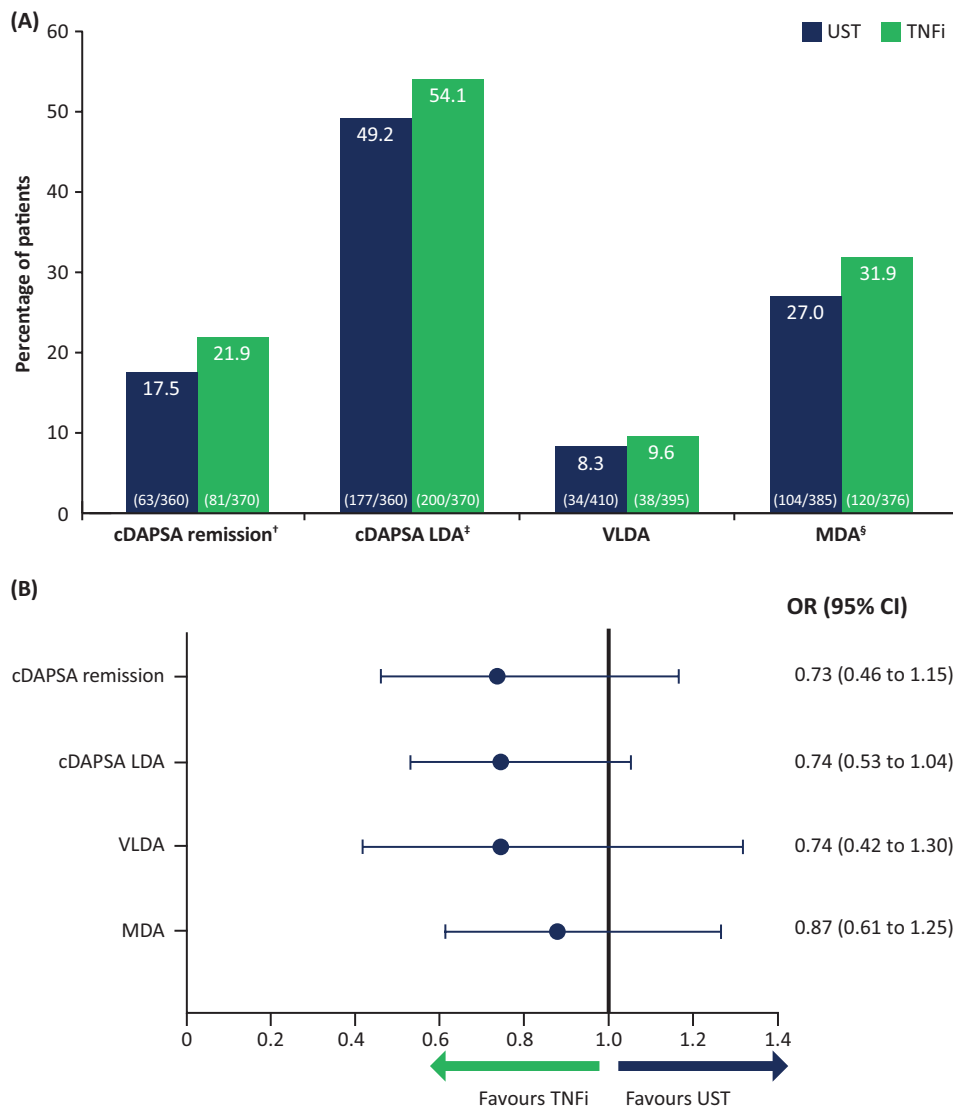 (A)
UST TNFi
Percentage of patients
60
50
40
30
20
10
0
17.5 21.9 49.2 54.1 8.3 9.6 27.0 31.9
(63/360) (81/370) (177/360) (200/370) (34/410) (38/395) (104/385) (120/376)
cDAPSA remission† cDAPSA LDA‡ VLDA MDA§
(B)
OR (95% CI)
cDAPSA remission 0.73 (0.46 to 1.15)
cDAPSA LDA 0.74 (0.53 to 1.04)
VLDA 0.74 (0.42 to 1.30)
MDA 0.87 (0.61 to 1.25)
0 0.2 0.4 0.6 0.8 1.0 1.2 1.4
Favours TNFi Favours UST